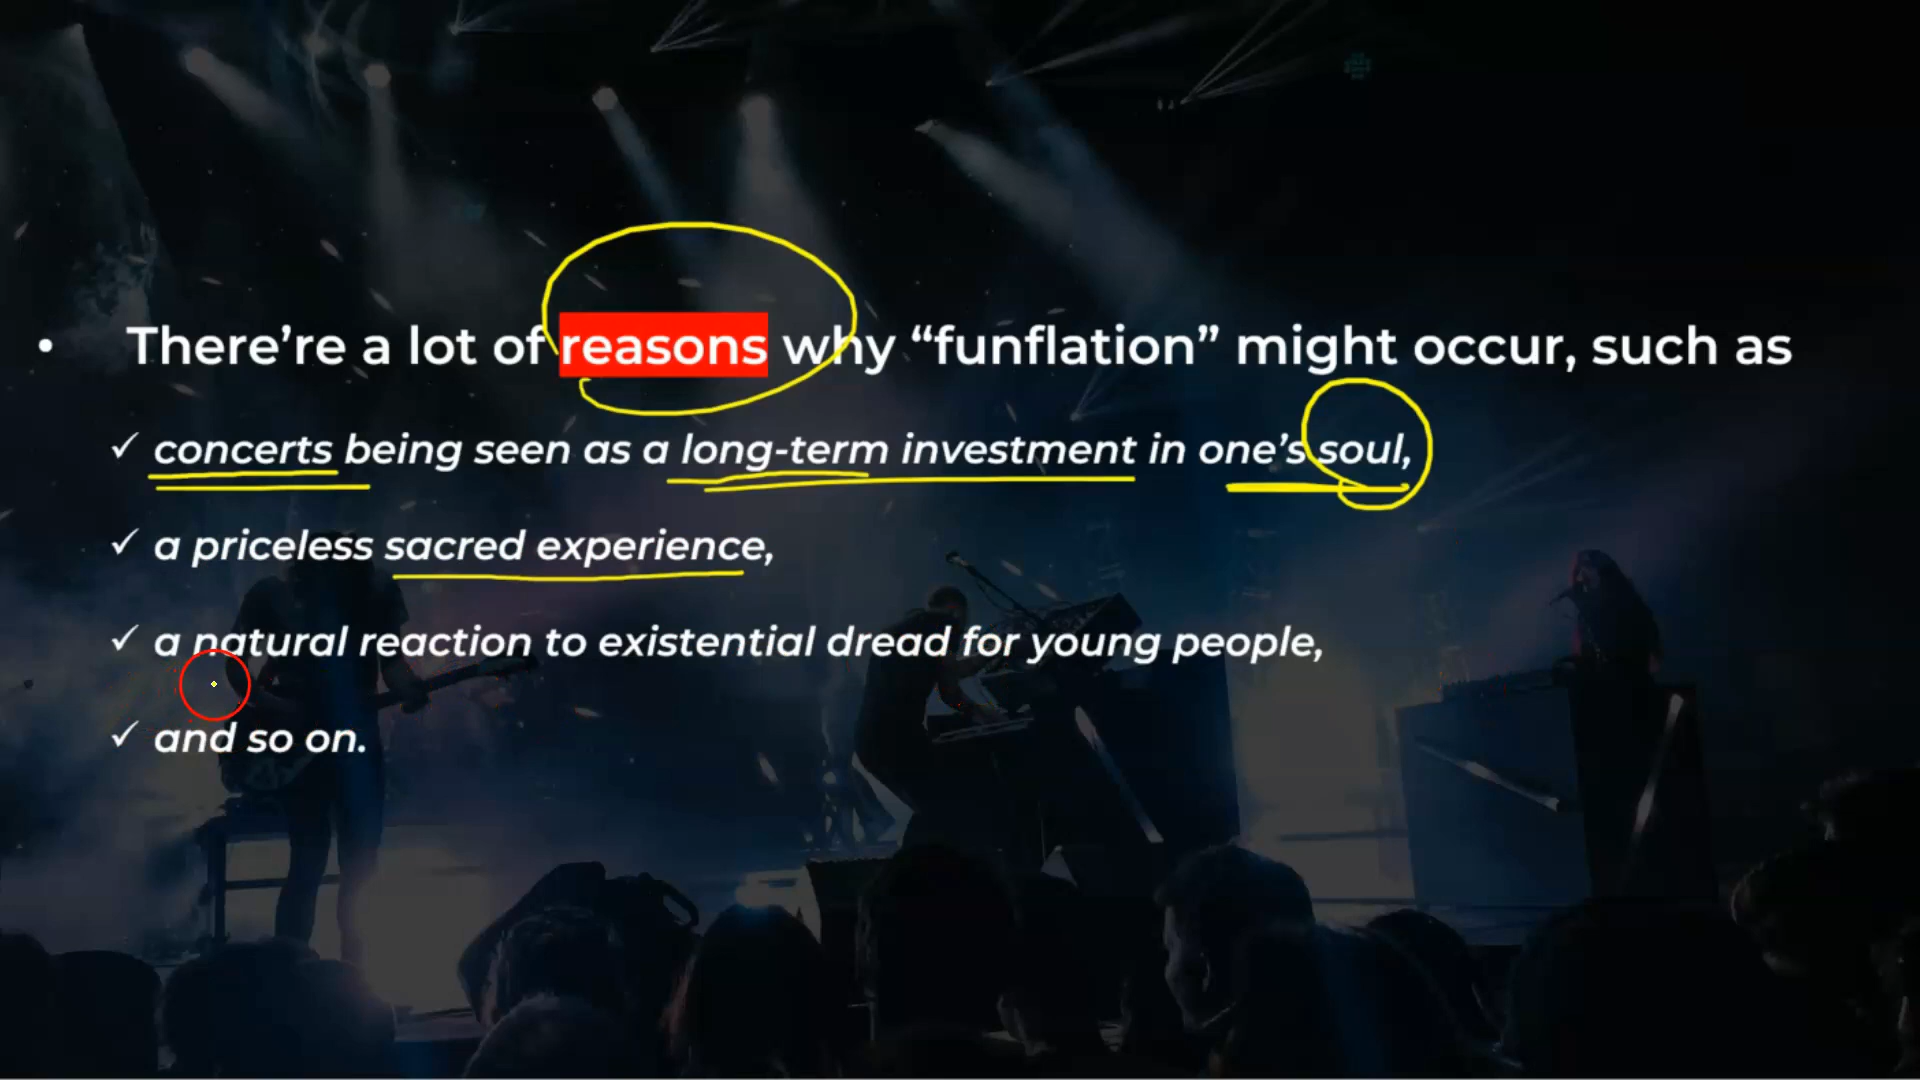 • There’re a lot of reasons why “funflation” might occur, such as
✓ concerts being seen as a long-term investment in one’s soul,
✓ a priceless sacred experience,
✓ a natural reaction to existential dread for young people,
✓ and so on.